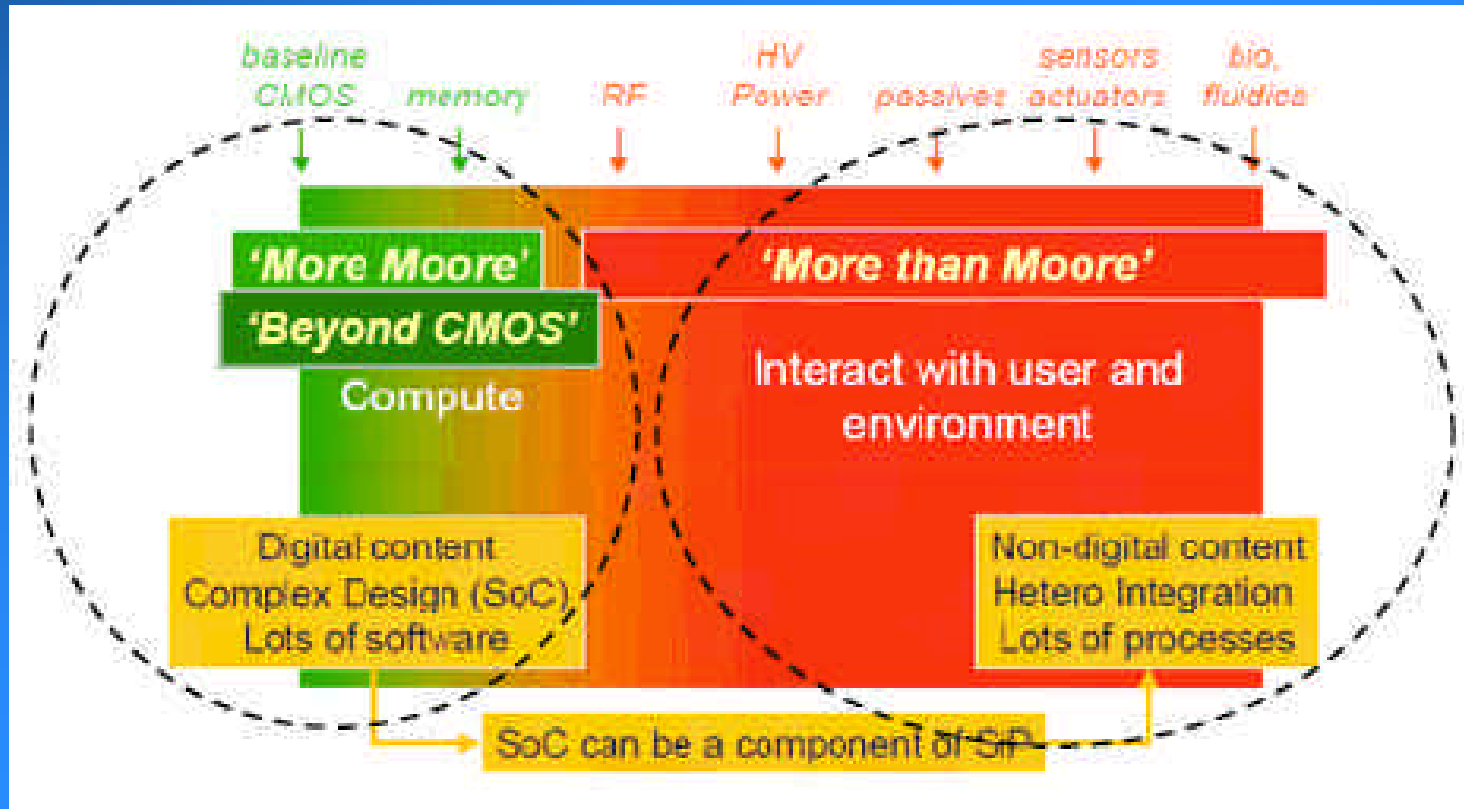 baseline
CMOS
memory
RF
HV
Power
passives
sensors
actuators
bio,
fluidics
'More Moore'
'More than Moore'
'Beyond CMOS'
Compute
Interact with user and
environment
Digital content
Complex Design (SoC)
Lots of software
Non-digital content
Hetero Integration
Lots of processes
SoC can be a component of SiP